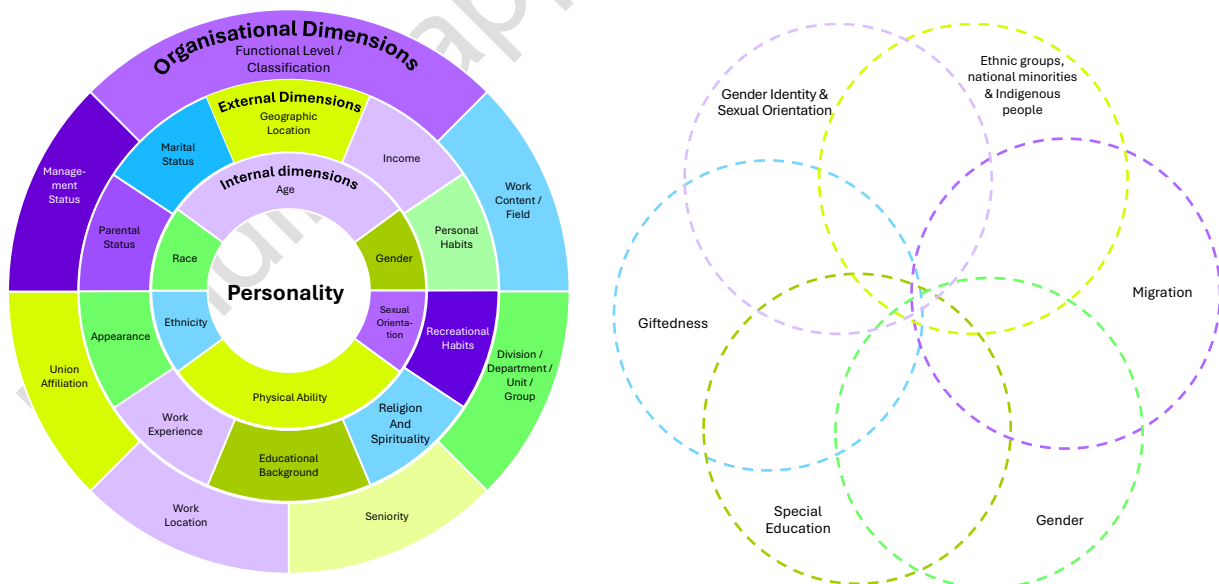 Organisational Dimensions
Functional Level /
Classification
External Dimensions
Geographic
Location
Marital
Status
Income
Internal dimensions
Age
Manage-
ment
Status
Work
Content /
Field
Parental
Status
Personal
Habits
Race
Gender
Personality
Ethnicity
Sexual
Orienta-
tion
Appearance
Recreational
Habits
Union
Affiliation
Division /
Department /
Unit /
Group
Physical Ability
Work
Experience
Religion
And
Spirituality
Educational
Background
Work
Location
Seniority
Gender Identity &
Sexual Orientation
Ethnic groups,
national minorities
& Indigenous
people
Migration
Giftedness
Special
Education
Gender